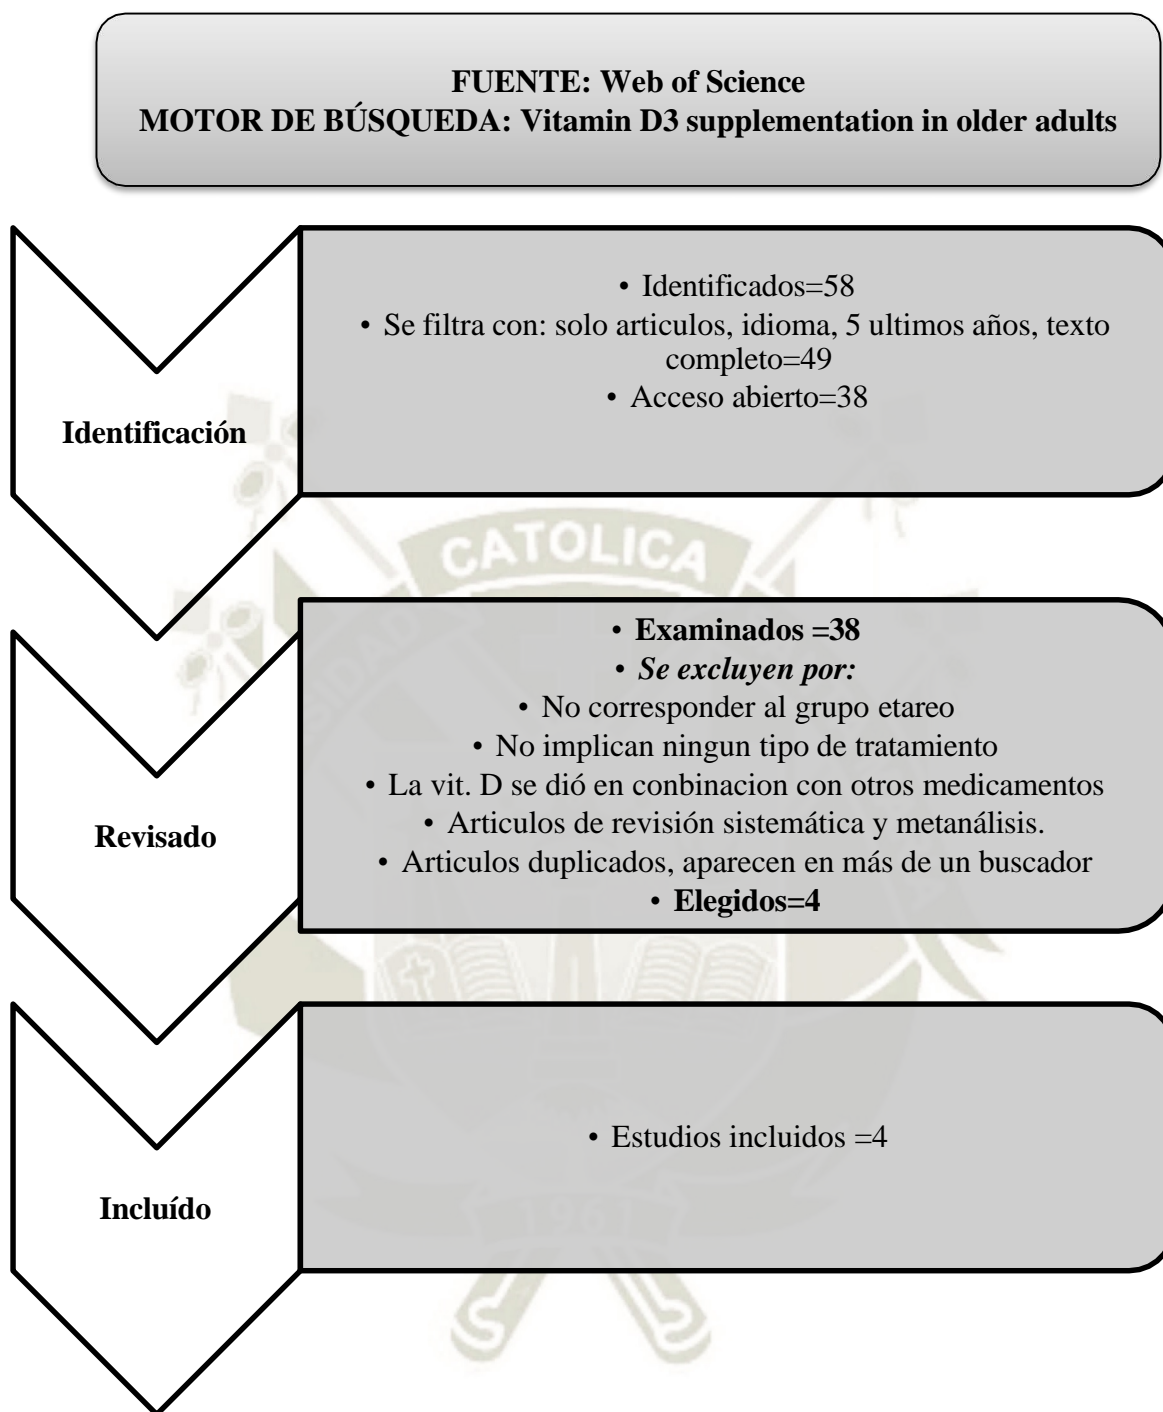 FUENTE: Web of Science
MOTOR DE BÚSQUEDA: Vitamin D3 supplementation in older adults
• Identificados=58
• Se filtra con: solo articulos, idioma, 5 ultimos años, texto
completo=49
• Acceso abierto=38
Identificación
CATOLICA
• Examinados =38
• Se excluyen por:
• No corresponder al grupo etareo
• No implican ningun tipo de tratamiento
• La vit. D se dió en conbinacion con otros medicamentos
• Articulos de revisión sistemática y metanálisis.
• Articulos duplicados, aparecen en más de un buscador
• Elegidos=4
Revisado
• Estudios incluidos =4
Incluído